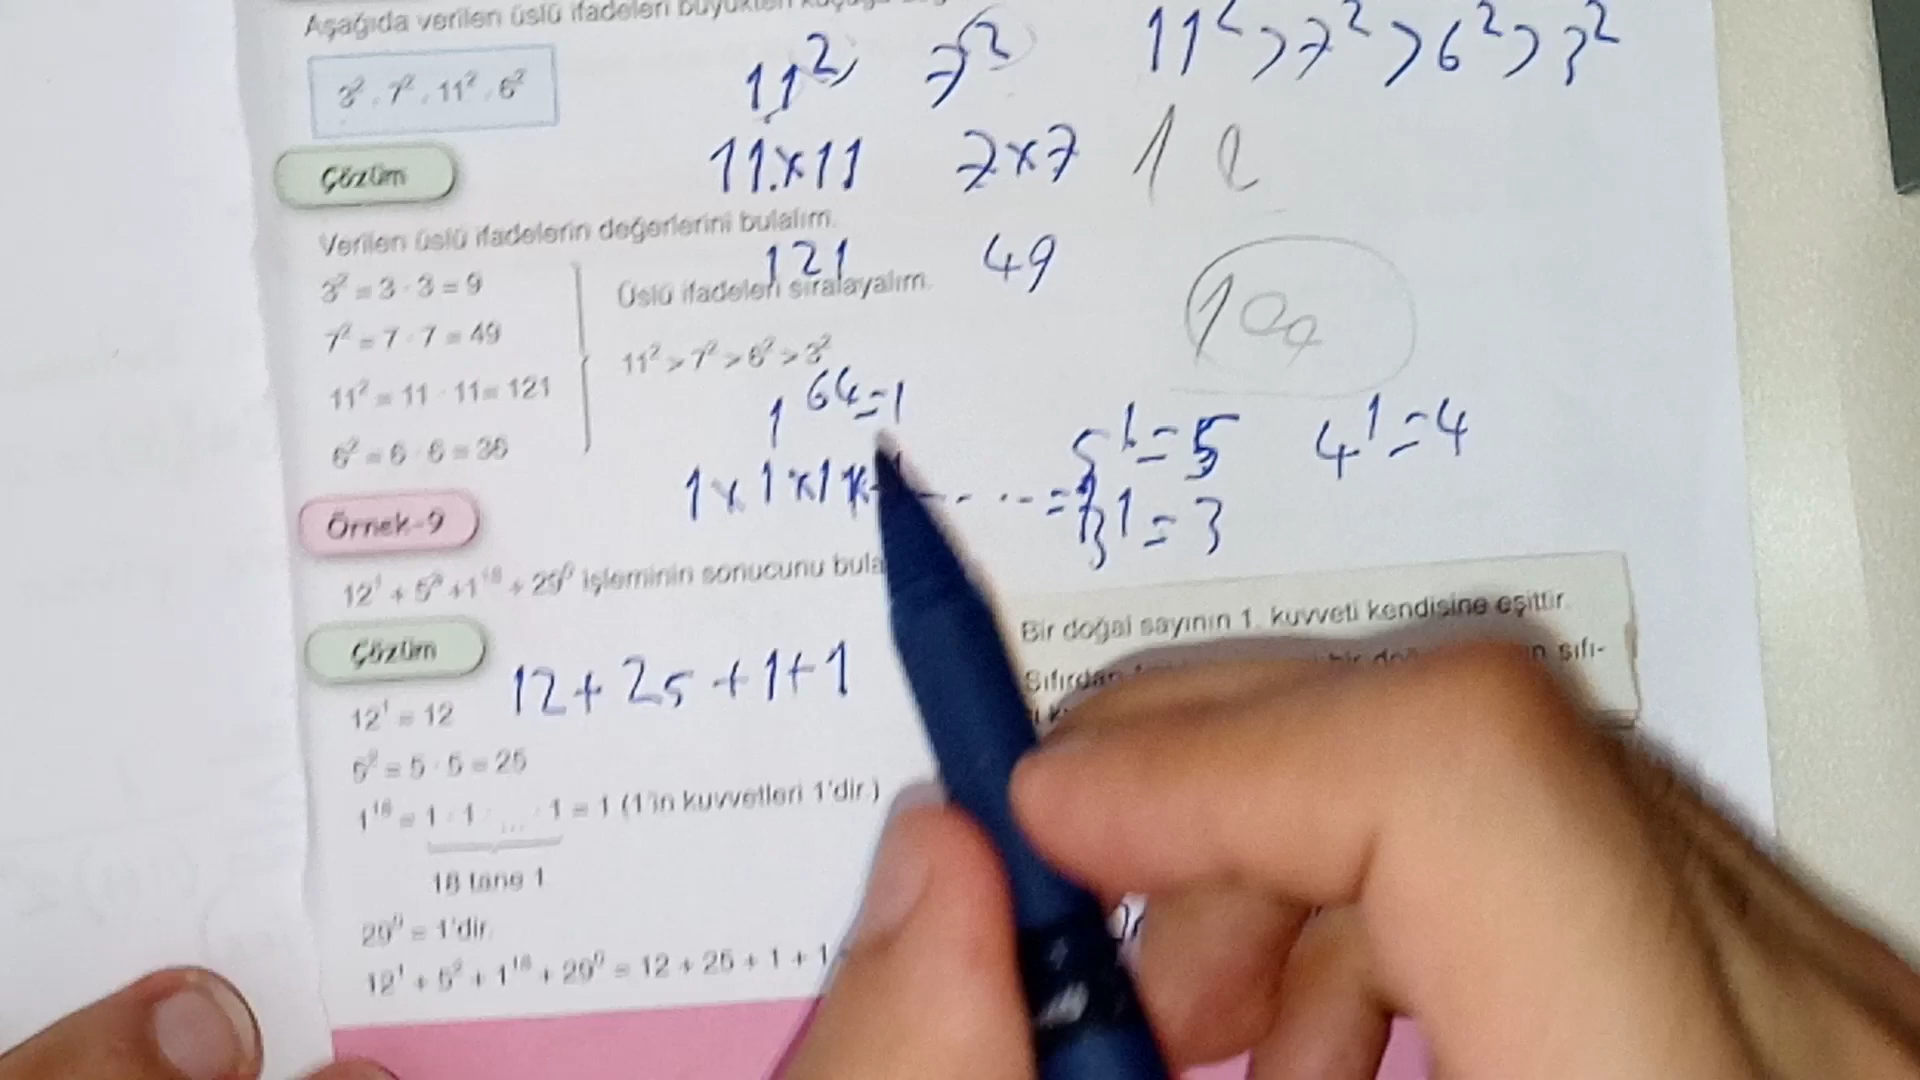 Aşağıda verilen üslü ifadeleri büyükten
3² , 7² , 11² , 6²
11², 7² 11² > 7² > 6² > 3²
11.x11 7x7 1 2
Çözüm
Verilen üslü ifadelerin değerlerini bulalım.
121 49
3² = 3 · 3 = 9
Üslü ifadeleri sıralayalım.
7² = 7 · 7 = 49
11² > 7² > 6² > 3²
11² = 11 · 11 = 121
1⁶⁴=1
6² = 6 · 6 = 36
5¹=5 4¹=4
1x1x1x
3¹=3
Örnek-9
12¹ + 5² + 1¹⁸ + 29⁰ işleminin sonucunu
Çözüm
12+25+1+1
Bir doğal sayının 1. kuvveti kendisine eşittir.
12¹ = 12
5² = 5 · 5 = 25
1¹⁸ = 1 · 1 · ... · 1 = 1 (1'in kuvvetleri 1'dir.)
18 tane 1
29⁰ = 1'dir.
12¹ + 5² + 1¹⁸ + 29⁰ = 12 + 25 + 1 + 1